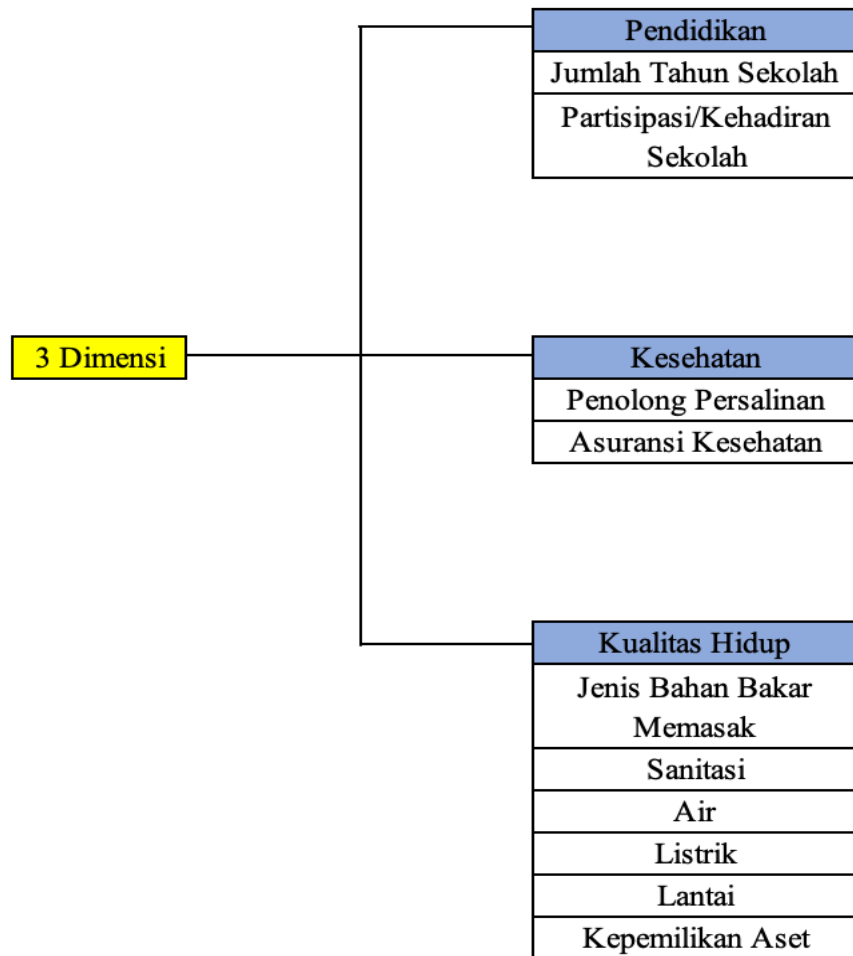 Pendidikan
Jumlah Tahun Sekolah
Partisipasi/Kehadiran
Sekolah
3 Dimensi
Kesehatan
Penolong Persalinan
Asuransi Kesehatan
Kualitas Hidup
Jenis Bahan Bakar
Memasak
Sanitasi
Air
Listrik
Lantai
Kepemilikan Aset